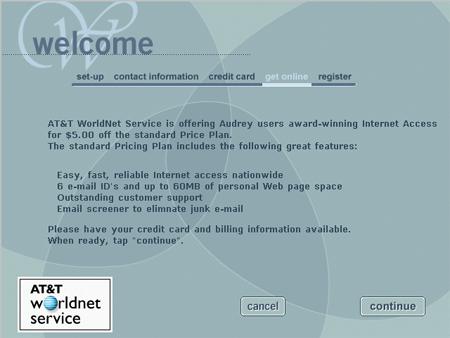 welcome
set-up contact information credit card get online register
AT&T WorldNet Service is offering Audrey users award-winning Internet Access
for $5.00 off the standard Price Plan.
The standard Pricing Plan includes the following great features:
Easy, fast, reliable Internet access nationwide
6 e-mail ID's and up to 60MB of personal Web page space
Outstanding customer support
Email screener to elimnate junk e-mail
Please have your credit card and billing information available.
When ready, tap "continue".
AT&T
worldnet
service
cancel continue